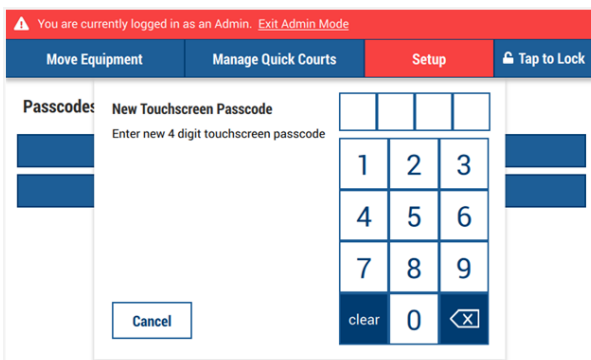 You are currently logged in as an Admin. Exit Admin Mode
Move Equipment
Manage Quick Courts
Setup
Tap to Lock
Passcodes
New Touchscreen Passcode
Enter new 4 digit touchscreen passcode
1 2 3
4 5 6
7 8 9
clear 0
Cancel